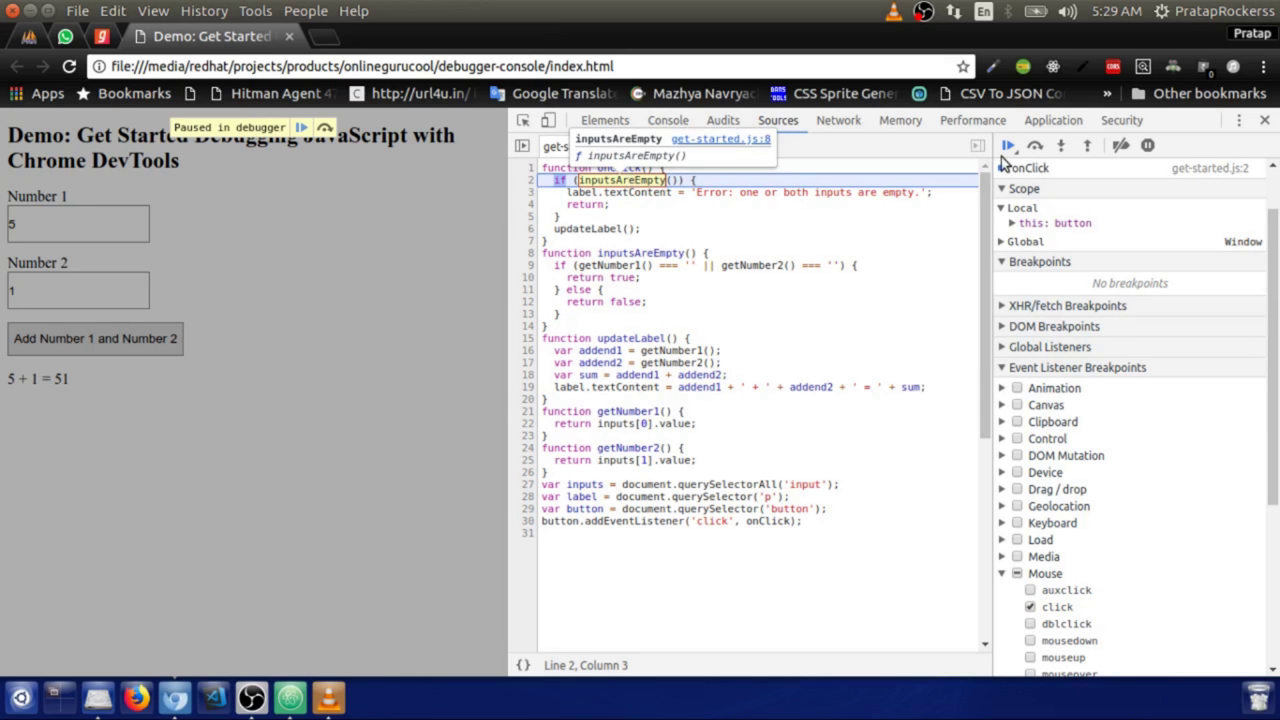 File Edit View History Tools People Help
En 5:29 AM PratapRockerss
Demo: Get Started
Pratap
file:///media/redhat/projects/products/onlinegurucool/debugger-console/index.html
Apps Bookmarks Hitman Agent 4 http://url4u.in/ Google Translat Mazhya Nevryac CSS Sprite Gener CSV To JSON Co » Other bookmarks
Paused in debugger
Demo: Get Started Debugging JavaScript with
Chrome DevTools
Number 1
5
Number 2
1
Add Number 1 and Number 2
5 + 1 = 51
Elements Console Audits Sources Network Memory Performance Application Security
get-s
inputsAreEmpty get-started.js:8
ƒ inputsAreEmpty()
1 function onClick() {
2 if (inputsAreEmpty()) {
3 label.textContent = 'Error: one or both inputs are empty.';
4 return;
5 }
6 updateLabel();
7 }
8 function inputsAreEmpty() {
9 if (getNumber1() === '' || getNumber2() === '') {
10 return true;
11 } else {
12 return false;
13 }
14 }
15 function updateLabel() {
16 var addend1 = getNumber1();
17 var addend2 = getNumber2();
18 var sum = addend1 + addend2;
19 label.textContent = addend1 + ' + ' + addend2 + ' = ' + sum;
20 }
21 function getNumber1() {
22 return inputs[0].value;
23 }
24 function getNumber2() {
25 return inputs[1].value;
26 }
27 var inputs = document.querySelectorAll('input');
28 var label = document.querySelector('p');
29 var button = document.querySelector('button');
30 button.addEventListener('click', onClick);
31
{ } Line 2, Column 3
onClick get-started.js:2
Scope
Local
this: button
Global Window
Breakpoints
No breakpoints
XHR/fetch Breakpoints
DOM Breakpoints
Global Listeners
Event Listener Breakpoints
Animation
Canvas
Clipboard
Control
DOM Mutation
Device
Drag / drop
Geolocation
Keyboard
Load
Media
Mouse
auxclick
click
dblclick
mousedown
mouseup
mouseover